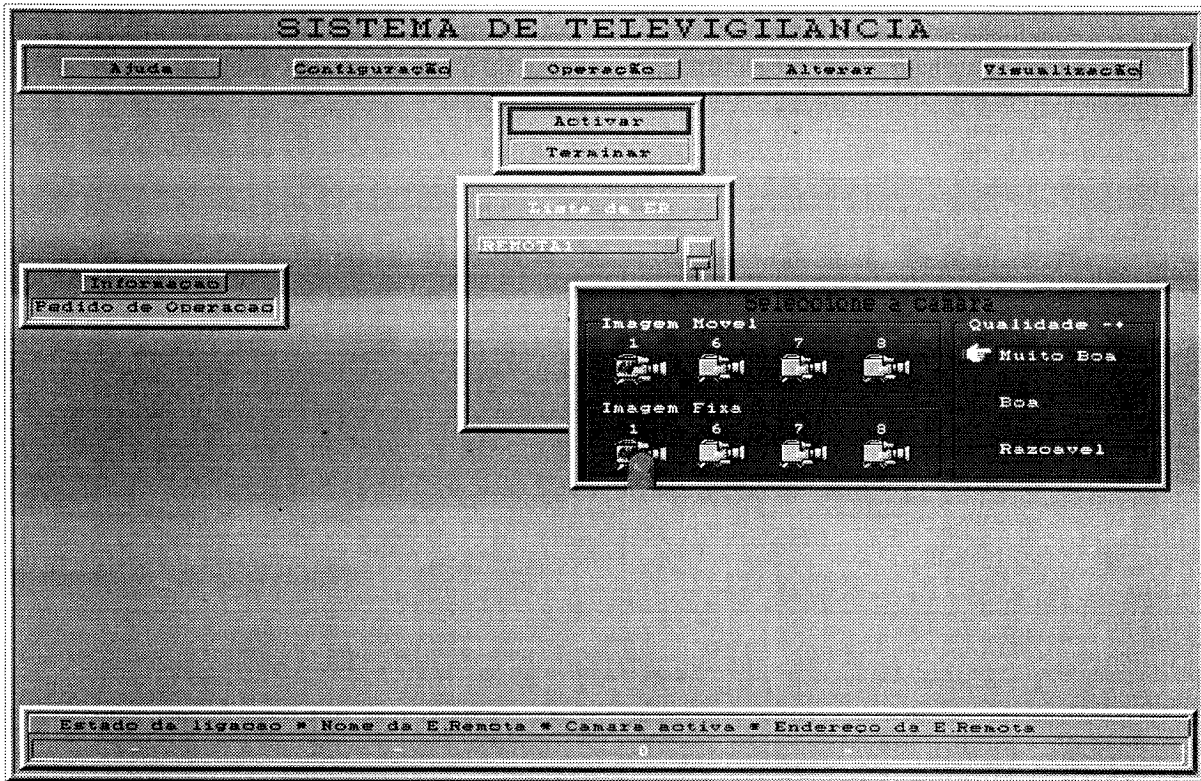 SISTEMA DE TELEVIGILANCIA
Ajuda Configuração Operação Alterar Visualização
Activar
Terminar
Lista de ER
REMOTA1
Informaçao
Pedido de Operacao
Seleccione a camara
Imagem Movel
1 6 7 8
Imagem Fixa
1 6 7 8
Qualidade -+
Muito Boa
Boa
Razoavel
Estado da ligacao * Nome da E.Remota * Camara activa * Endereço da E.Remota
- - 0 -